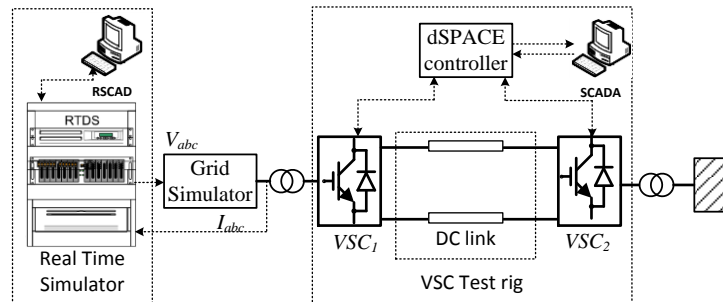 RSCAD
RTDS
Real Time
Simulator
V_abc
Grid
Simulator
I_abc
dSPACE
controller
SCADA
VSC_1
DC link
VSC_2
VSC Test rig